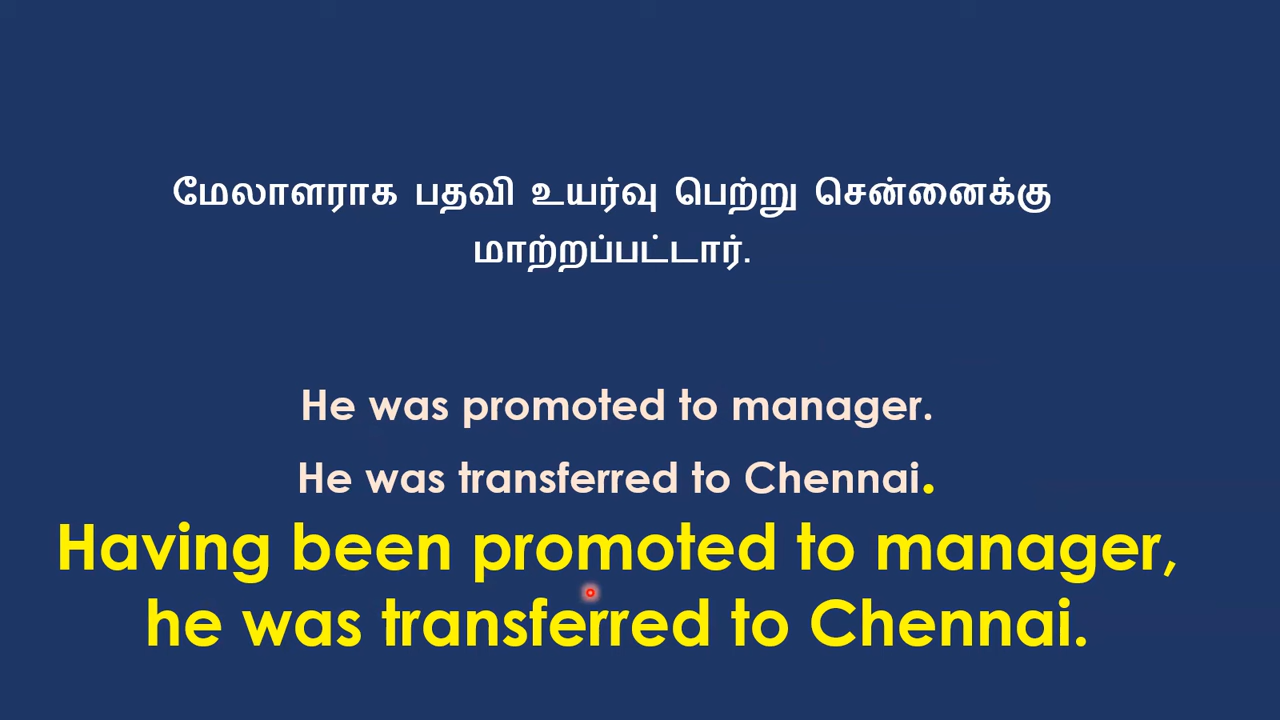 மேலாளராக பதவி உயர்வு பெற்று சென்னைக்கு
மாற்றப்பட்டார்.
He was promoted to manager.
He was transferred to Chennai.
Having been promoted to manager,
he was transferred to Chennai.